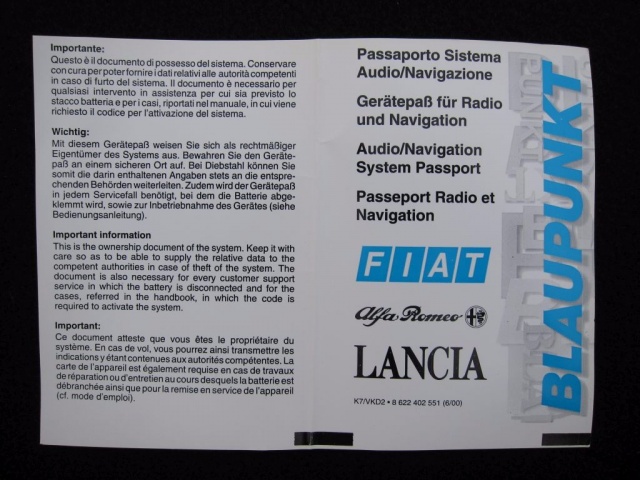 Importante:
Questo è il documento di possesso del sistema. Conservare
con cura per poter fornire i dati relativi alle autorità competenti
in caso di furto del sistema. Il documento è necessario per
qualsiasi intervento in assistenza per cui sia previsto lo
stacco batteria e per i casi, riportati nel manuale, in cui viene
richiesto il codice per l'attivazione del sistema.
Wichtig:
Mit diesem Gerätepaß weisen Sie sich als rechtmäßiger
Eigentümer des Systems aus. Bewahren Sie den Geräte-
paß an einem sicheren Ort auf. Bei Diebstahl können Sie
somit die darin enthaltenen Angaben stets an die entspre-
chenden Behörden weiterleiten. Zudem wird der Gerätepaß
in jedem Servicefall benötigt, bei dem die Batterie abge-
klemmt wird, sowie zur Inbetriebnahme des Gerätes (siehe
Bedienungsanleitung).
Important information
This is the ownership document of the system. Keep it with
care so as to be able to supply the relative data to the
competent authorities in case of theft of the system. The
document is also necessary for every customer support
service in which the battery is disconnected and for the
cases, referred in the handbook, in which the code is
required to activate the system.
Important:
Ce document atteste que vous êtes le propriétaire du
système. En cas de vol, vous pourrez ainsi transmettre les
indications y étant contenues aux autorités compétentes. La
carte de l'appareil est également requise en cas de travaux
de réparation ou d'entretien au cours desquels la batterie est
débranchée ainsi que pour la remise en service de l'appareil
(cf. mode d'emploi).
Passaporto Sistema
Audio/Navigazione
Gerätepaß für Radio
und Navigation
Audio/Navigation
System Passport
Passeport Radio et
Navigation
FIAT
Alfa Romeo
LANCIA
K7/VKD2 • 8 622 402 551 (6/00)
BLAUPUNKT